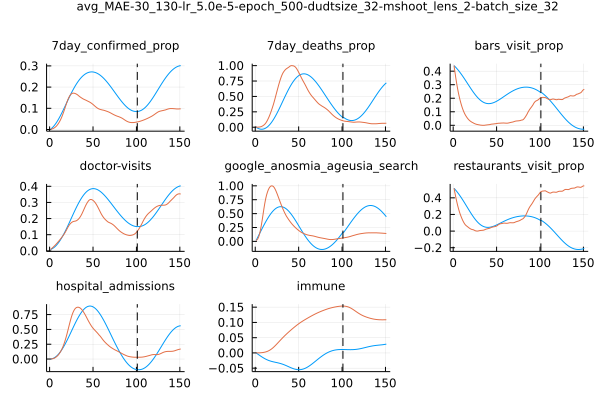 avg_MAE-30_130-lr_5.0e-5-epoch_500-dudtsize_32-mshoot_lens_2-batch_size_32
7day_confirmed_prop
0.3
0.2
0.1
0.0
0 50 100 150
7day_deaths_prop
1.00
0.75
0.50
0.25
0.00
0 50 100 150
bars_visit_prop
0.4
0.3
0.2
0.1
0.0
0 50 100 150
doctor-visits
0.4
0.3
0.2
0.1
0.0
0 50 100 150
google_anosmia_ageusia_search
1.00
0.75
0.50
0.25
0.00
0 50 100 150
restaurants_visit_prop
0.4
0.2
0.0
−0.2
0 50 100 150
hospital_admissions
0.75
0.50
0.25
0.00
0 50 100 150
immune
0.15
0.10
0.05
0.00
−0.05
0 50 100 150